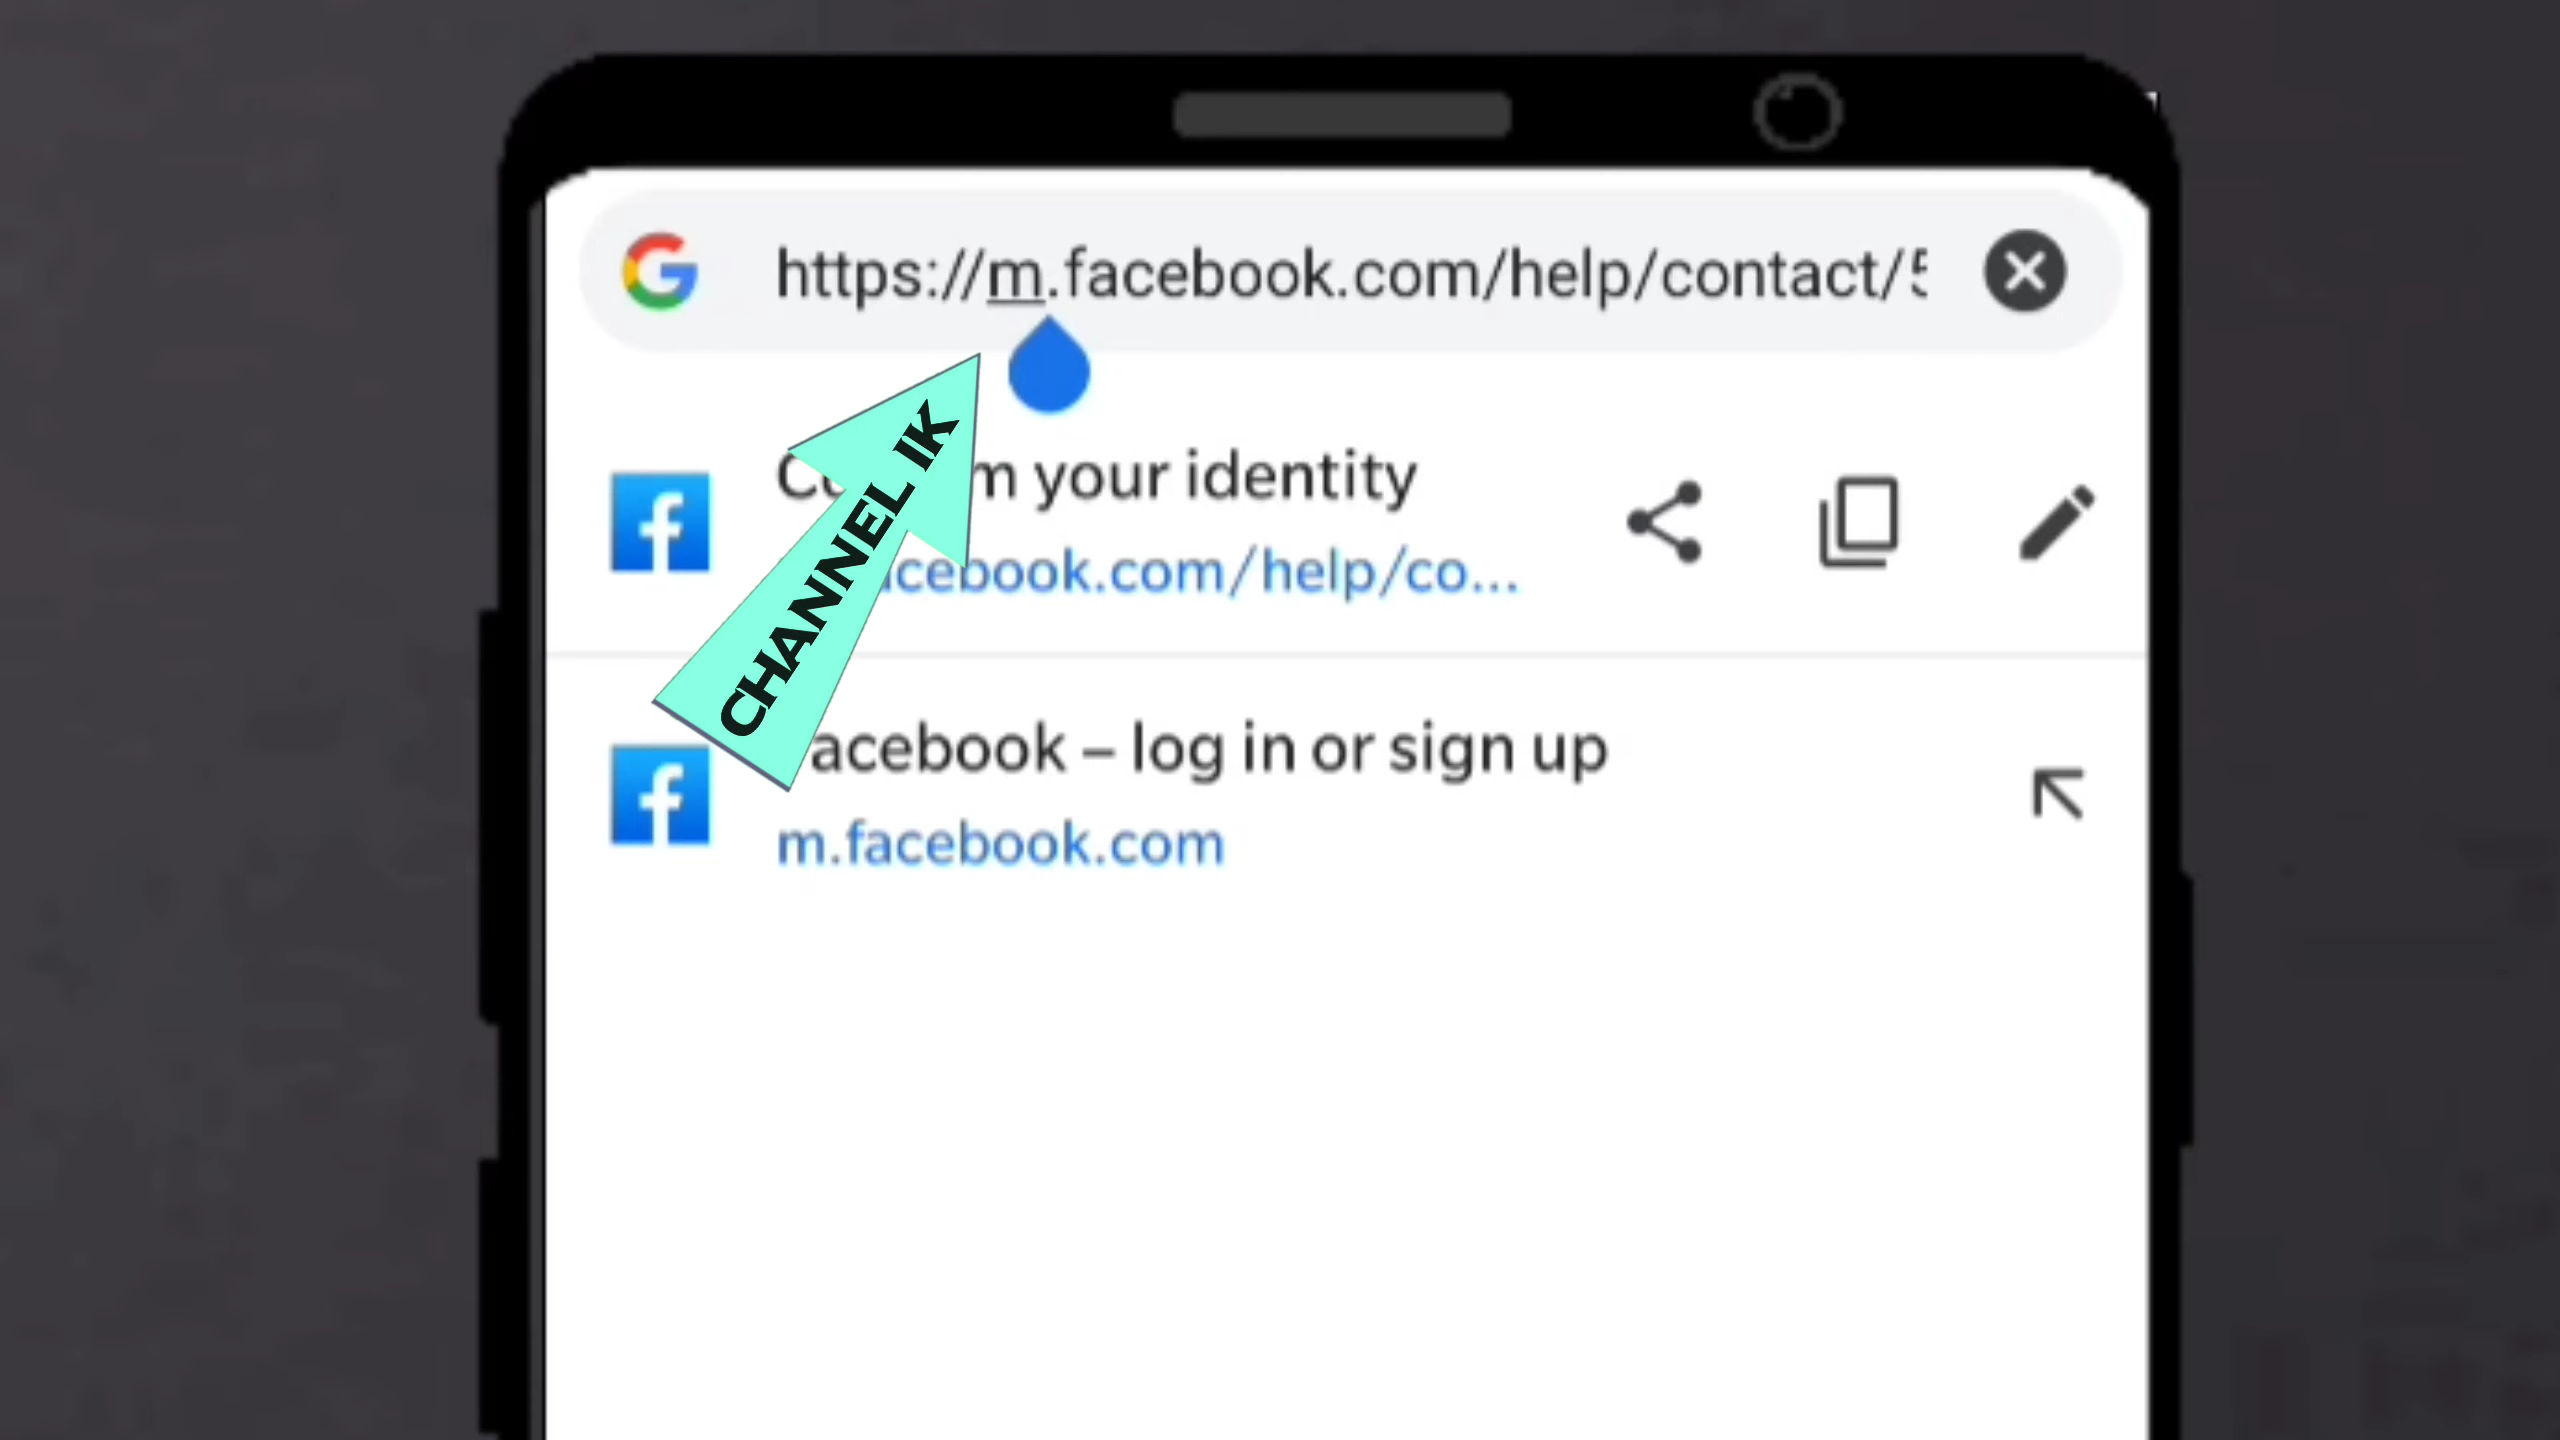 https://m.facebook.com/help/contact/5
your identity
CHANNEL IK
cebook.com/help/co...
acebook – log in or sign up
m.facebook.com